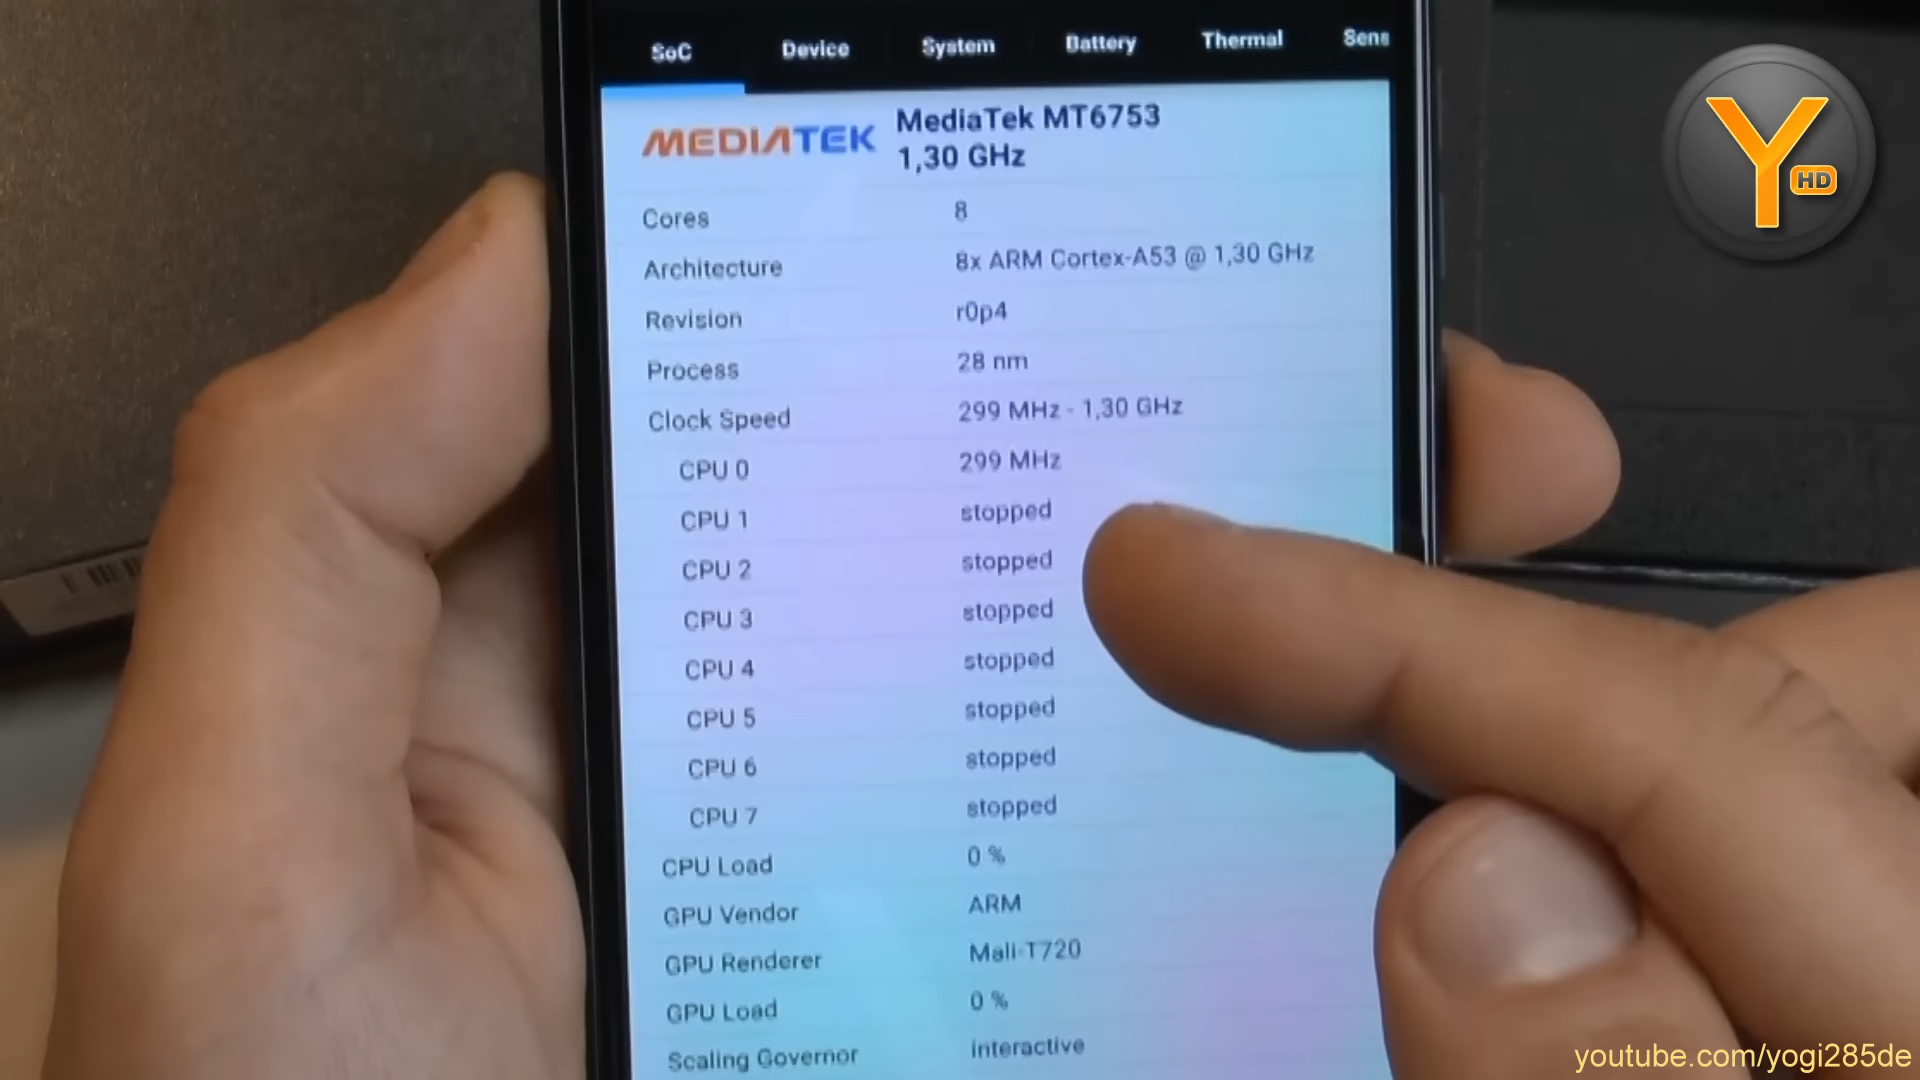 SoC Device System Battery Thermal Sens
MEDIATEK
MediaTek MT6753
1,30 GHz
Cores 8
Architecture 8x ARM Cortex-A53 @ 1,30 GHz
Revision r0p4
Process 28 nm
Clock Speed 299 MHz - 1,30 GHz
CPU 0 299 MHz
CPU 1 stopped
CPU 2 stopped
CPU 3 stopped
CPU 4 stopped
CPU 5 stopped
CPU 6 stopped
CPU 7 stopped
CPU Load 0 %
GPU Vendor ARM
GPU Renderer Mali-T720
GPU Load 0 %
Scaling Governor interactive
Y HD
youtube.com/yogi285de